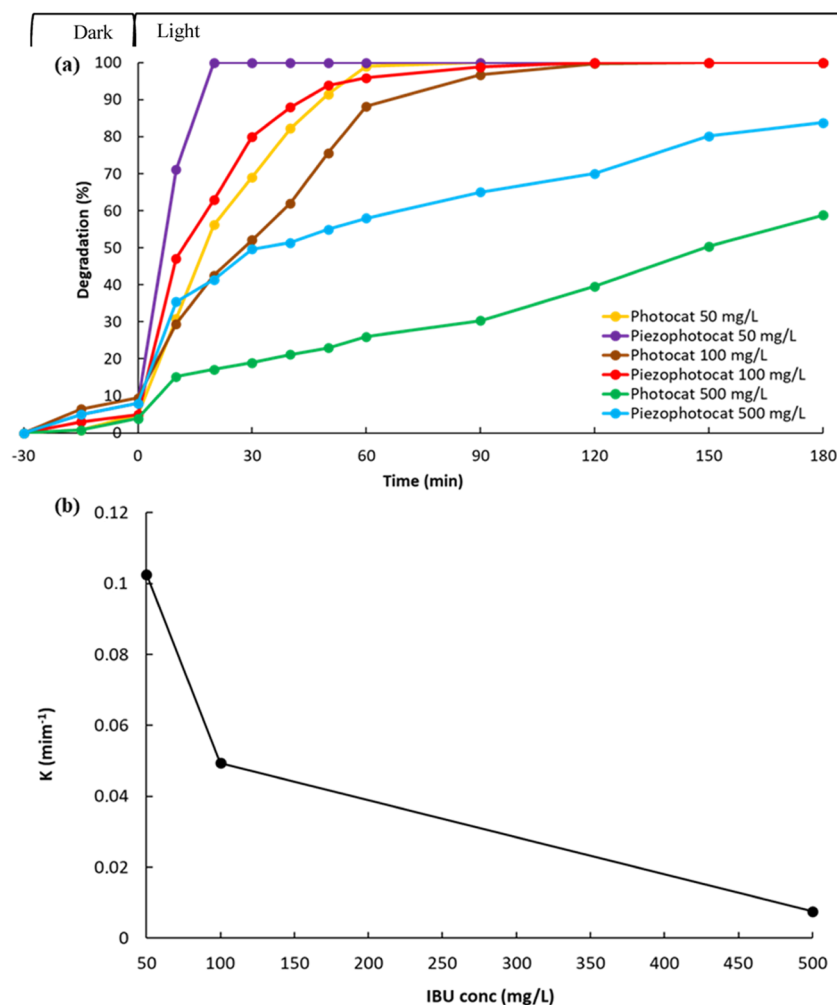 Dark Light
(a)
100
90
80
70
60
50
40
30
20
10
0
Degradation (%)
Photocat 50 mg/L
Piezophotocat 50 mg/L
Photocat 100 mg/L
Piezophotocat 100 mg/L
Photocat 500 mg/L
Piezophotocat 500 mg/L
-30 0 30 60 90 120 150 180
Time (min)
(b)
0.12
0.1
0.08
0.06
0.04
0.02
0
K (mim-1)
50 100 150 200 250 300 350 400 450 500
IBU conc (mg/L)